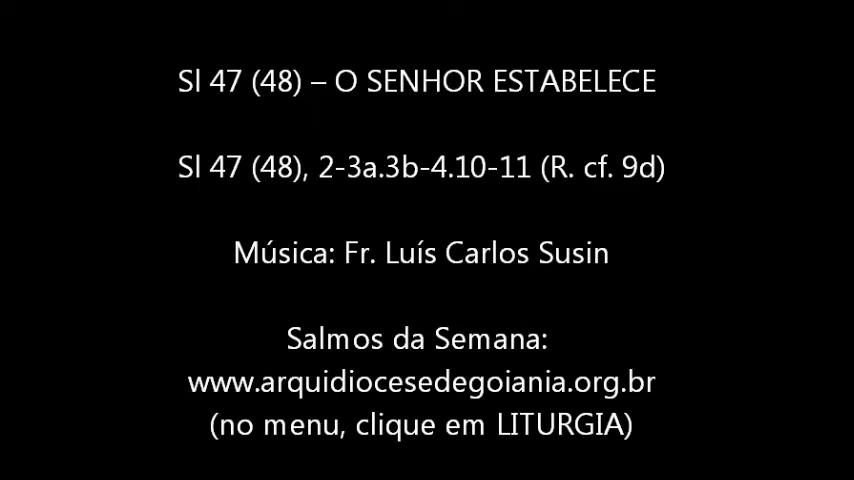 Sl 47 (48) – O SENHOR ESTABELECE
Sl 47 (48), 2-3a.3b-4.10-11 (R. cf. 9d)
Música: Fr. Luís Carlos Susin
Salmos da Semana:
www.arquidiocesedegoiania.org.br
(no menu, clique em LITURGIA)